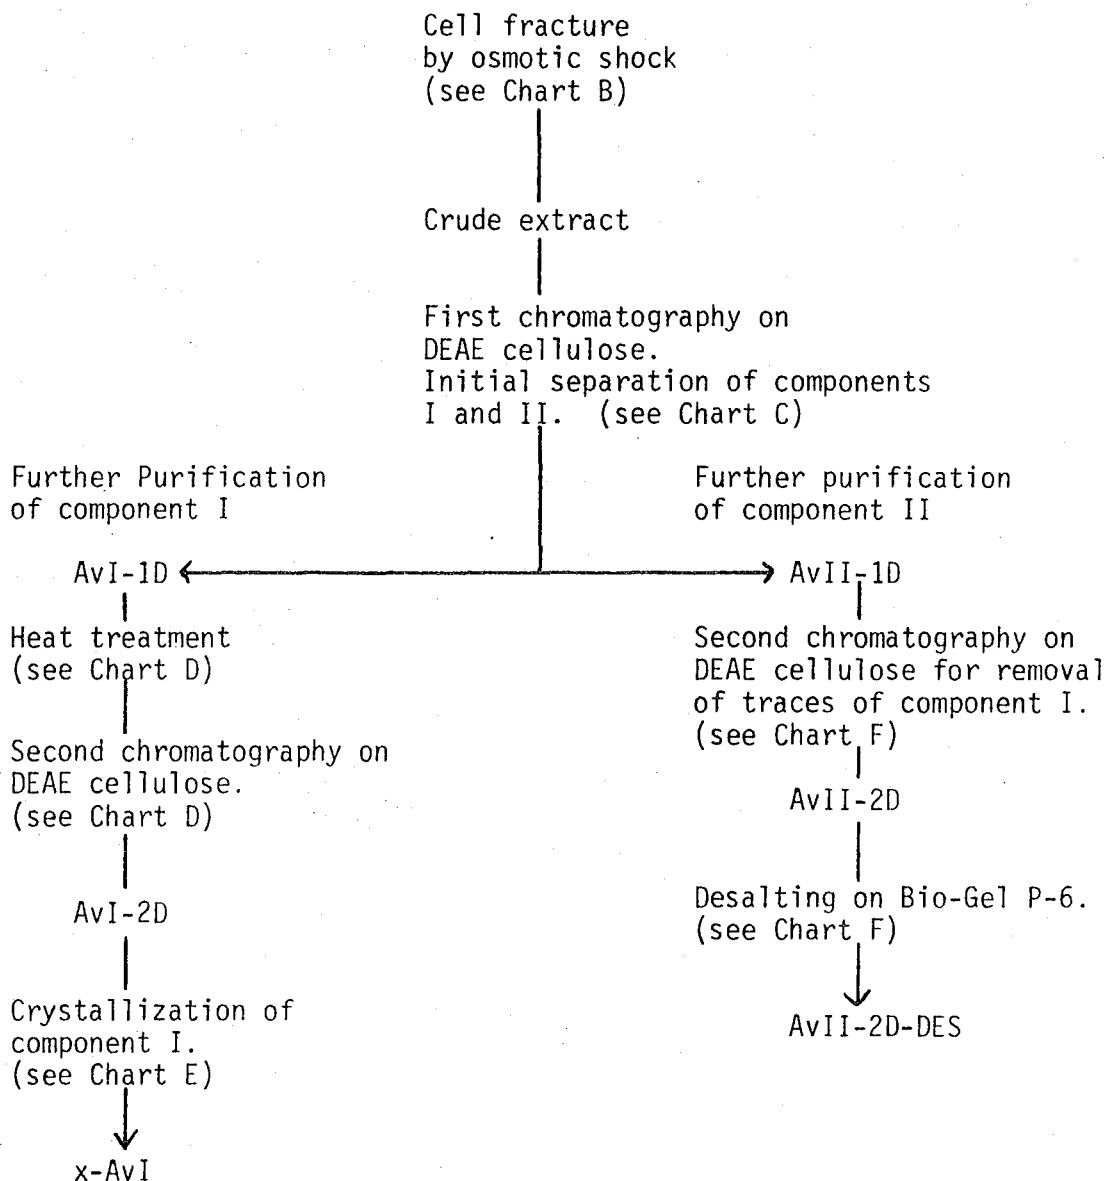 Cell fracture
by osmotic shock
(see Chart B)
Crude extract
First chromatography on
DEAE cellulose.
Initial separation of components
I and II. (see Chart C)
Further Purification
of component I
Further purification
of component II
AvI-1D
AvII-1D
Heat treatment
(see Chart D)
Second chromatography on
DEAE cellulose.
(see Chart D)
AvI-2D
Crystallization of
component I.
(see Chart E)
x-AvI
Second chromatography on
DEAE cellulose for removal
of traces of component I.
(see Chart F)
AvII-2D
Desalting on Bio-Gel P-6.
(see Chart F)
AvII-2D-DES